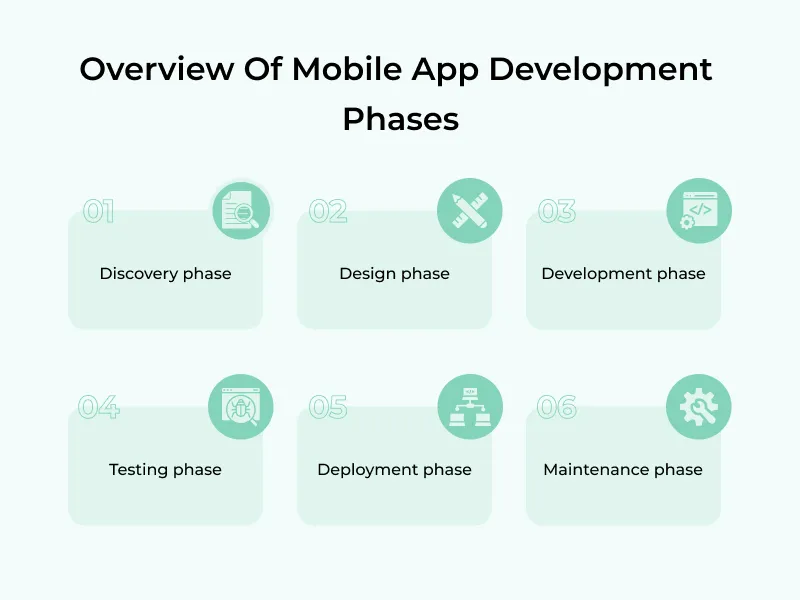 Overview Of Mobile App Development
Phases
01
Discovery phase
02
Design phase
03
Development phase
04
Testing phase
05
Deployment phase
06
Maintenance phase